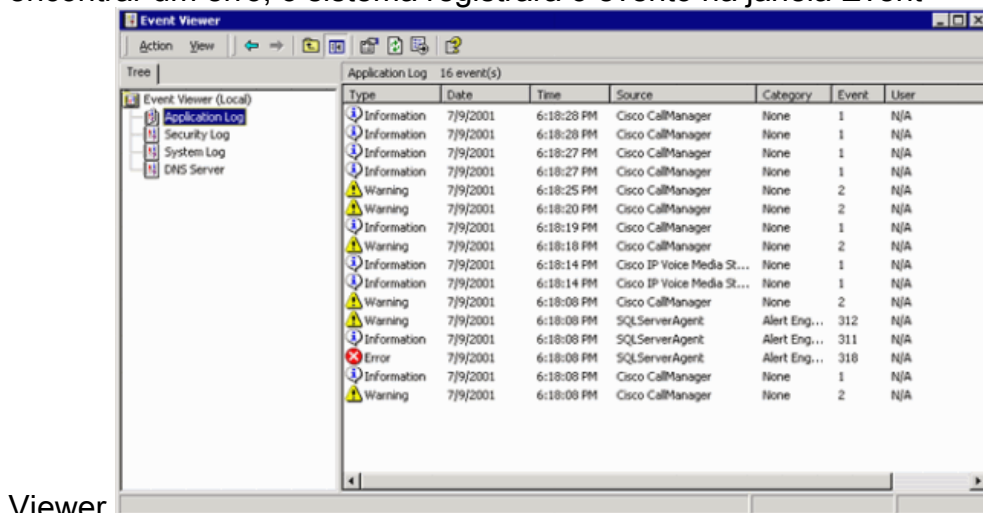 encontrar um erro, o sistema registrará o evento na janela Event
Event Viewer
Action View
Tree
Application Log 16 event(s)
Event Viewer (Local)
Application Log
Security Log
System Log
DNS Server
Type Date Time Source Category Event User
Information 7/9/2001 6:18:28 PM Cisco CallManager None 1 N/A
Information 7/9/2001 6:18:28 PM Cisco CallManager None 1 N/A
Information 7/9/2001 6:18:27 PM Cisco CallManager None 1 N/A
Information 7/9/2001 6:18:27 PM Cisco CallManager None 1 N/A
Warning 7/9/2001 6:18:25 PM Cisco CallManager None 2 N/A
Warning 7/9/2001 6:18:20 PM Cisco CallManager None 2 N/A
Information 7/9/2001 6:18:19 PM Cisco CallManager None 1 N/A
Warning 7/9/2001 6:18:18 PM Cisco CallManager None 2 N/A
Information 7/9/2001 6:18:14 PM Cisco IP Voice Media St... None 1 N/A
Information 7/9/2001 6:18:14 PM Cisco IP Voice Media St... None 1 N/A
Warning 7/9/2001 6:18:08 PM Cisco CallManager None 2 N/A
Warning 7/9/2001 6:18:08 PM SQLServerAgent Alert Eng... 312 N/A
Information 7/9/2001 6:18:08 PM SQLServerAgent Alert Eng... 311 N/A
Error 7/9/2001 6:18:08 PM SQLServerAgent Alert Eng... 318 N/A
Information 7/9/2001 6:18:08 PM Cisco CallManager None 1 N/A
Warning 7/9/2001 6:18:08 PM Cisco CallManager None 2 N/A
Viewer